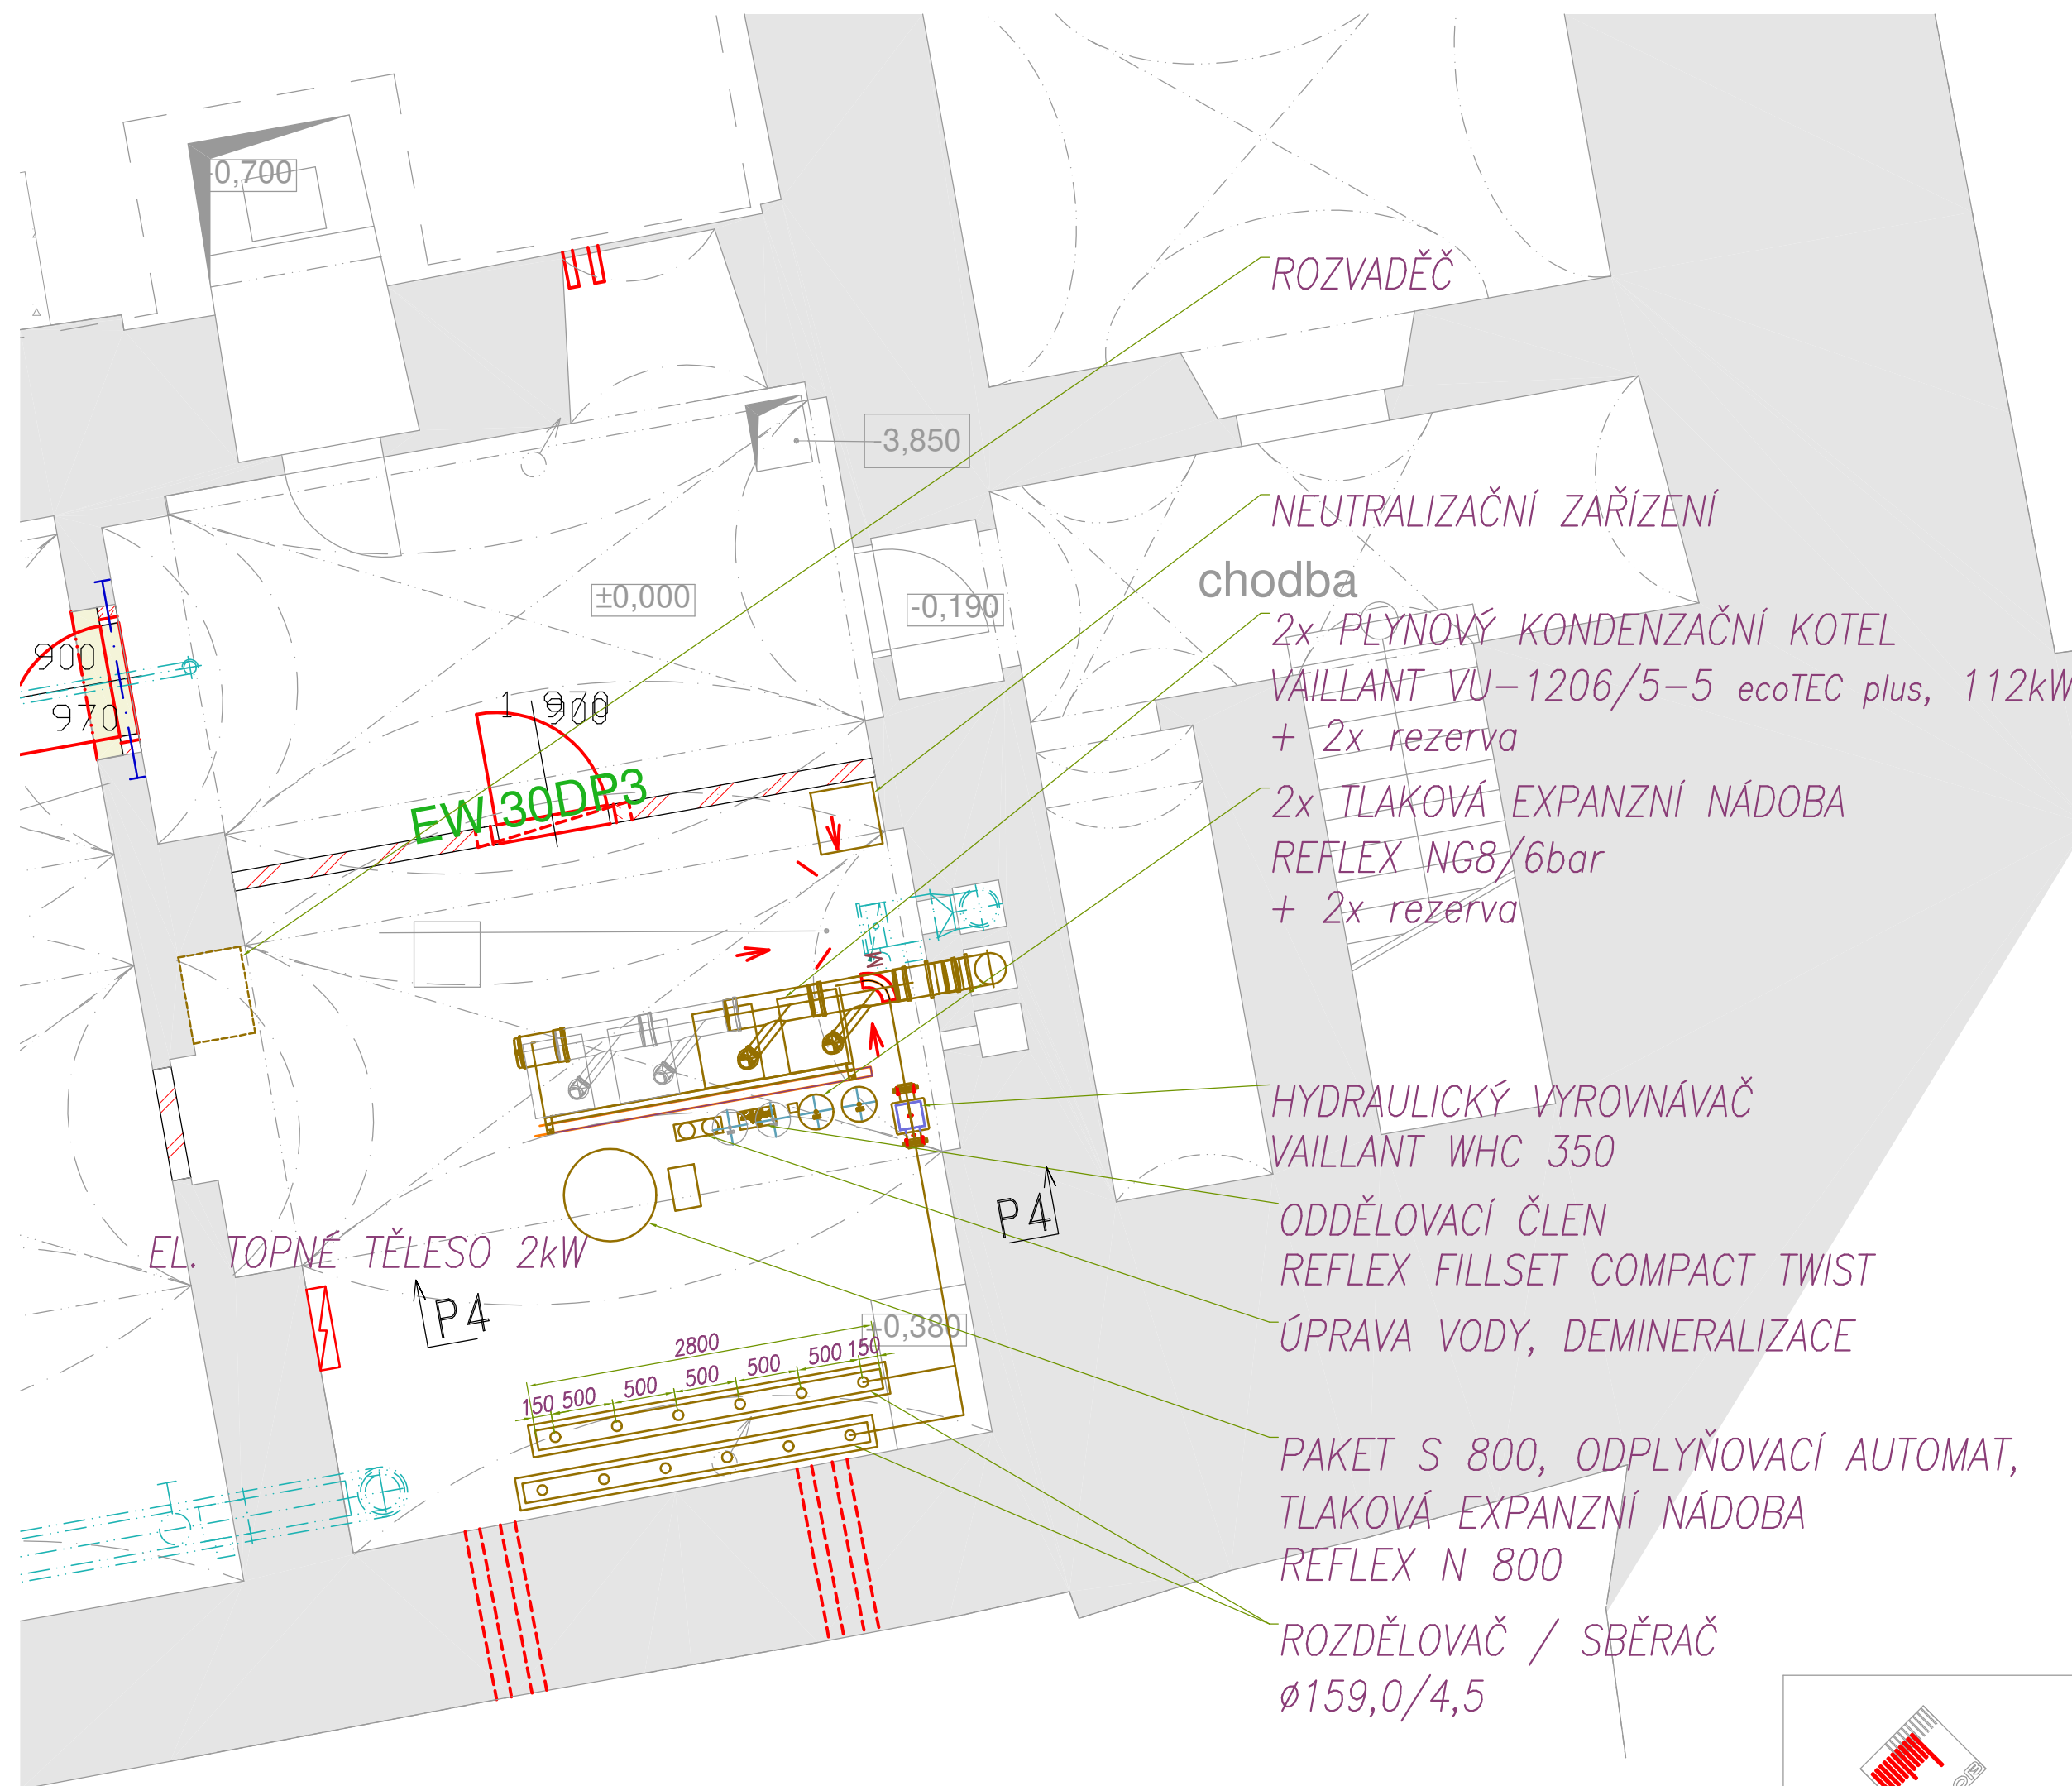 -0,700
ROZVADĚČ
-3,850
NEUTRALIZAČNÍ ZAŘÍZENÍ
chodba
±0,000
-0,190
2x PLYNOVÝ KONDENZAČNÍ KOTEL
VAILLANT VU-1206/5-5 ecoTEC plus, 112kW
+ 2x rezerva
900
970
1 970
900
EW 30DP3
2x TLAKOVÁ EXPANZNÍ NÁDOBA
REFLEX NG8/6bar
+ 2x rezerva
M
HYDRAULICKÝ VYROVNÁVAČ
VAILLANT WHC 350
P4
ODDĚLOVACÍ ČLEN
REFLEX FILLSET COMPACT TWIST
EL. TOPNÉ TĚLESO 2kW
P4
+0,380
ÚPRAVA VODY, DEMINERALIZACE
2800
150 500 500 500 500 500 150
PAKET S 800, ODPLYŇOVACÍ AUTOMAT,
TLAKOVÁ EXPANZNÍ NÁDOBA
REFLEX N 800
ROZDĚLOVAČ / SBĚRAČ
ø159,0/4,5